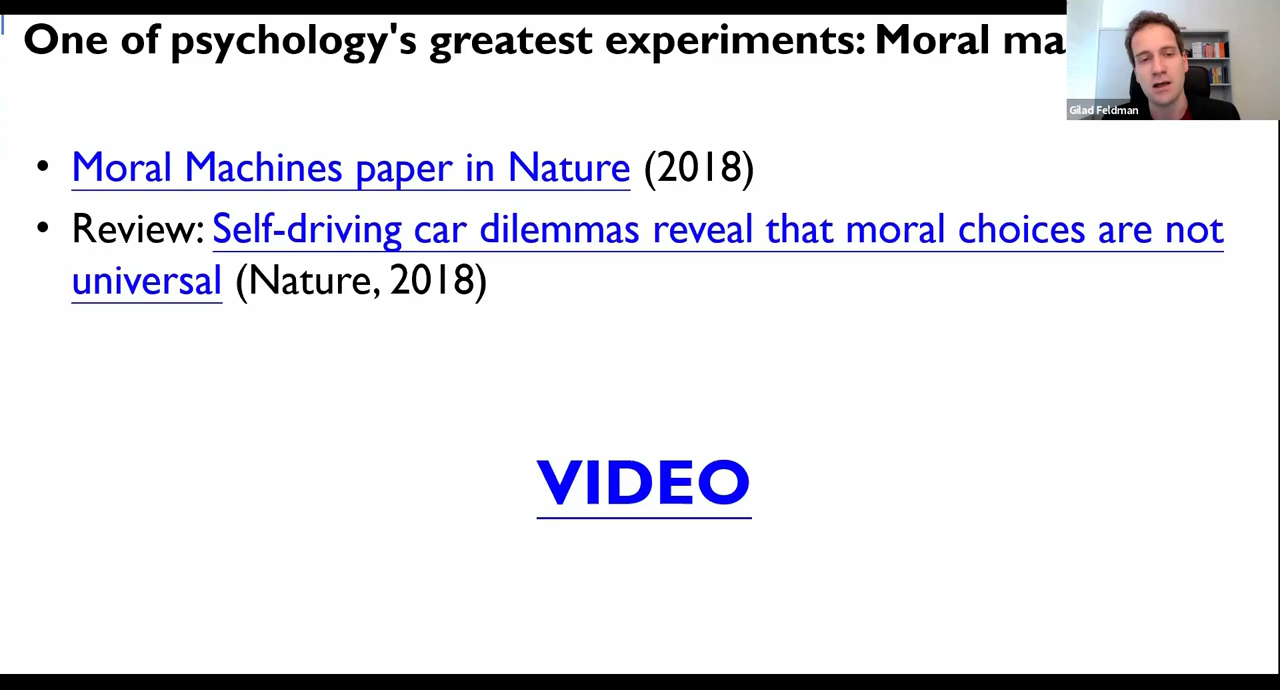 One of psychology's greatest experiments: Moral ma
Gilad Feldman
• Moral Machines paper in Nature (2018)
• Review: Self-driving car dilemmas reveal that moral choices are not
universal (Nature, 2018)
VIDEO